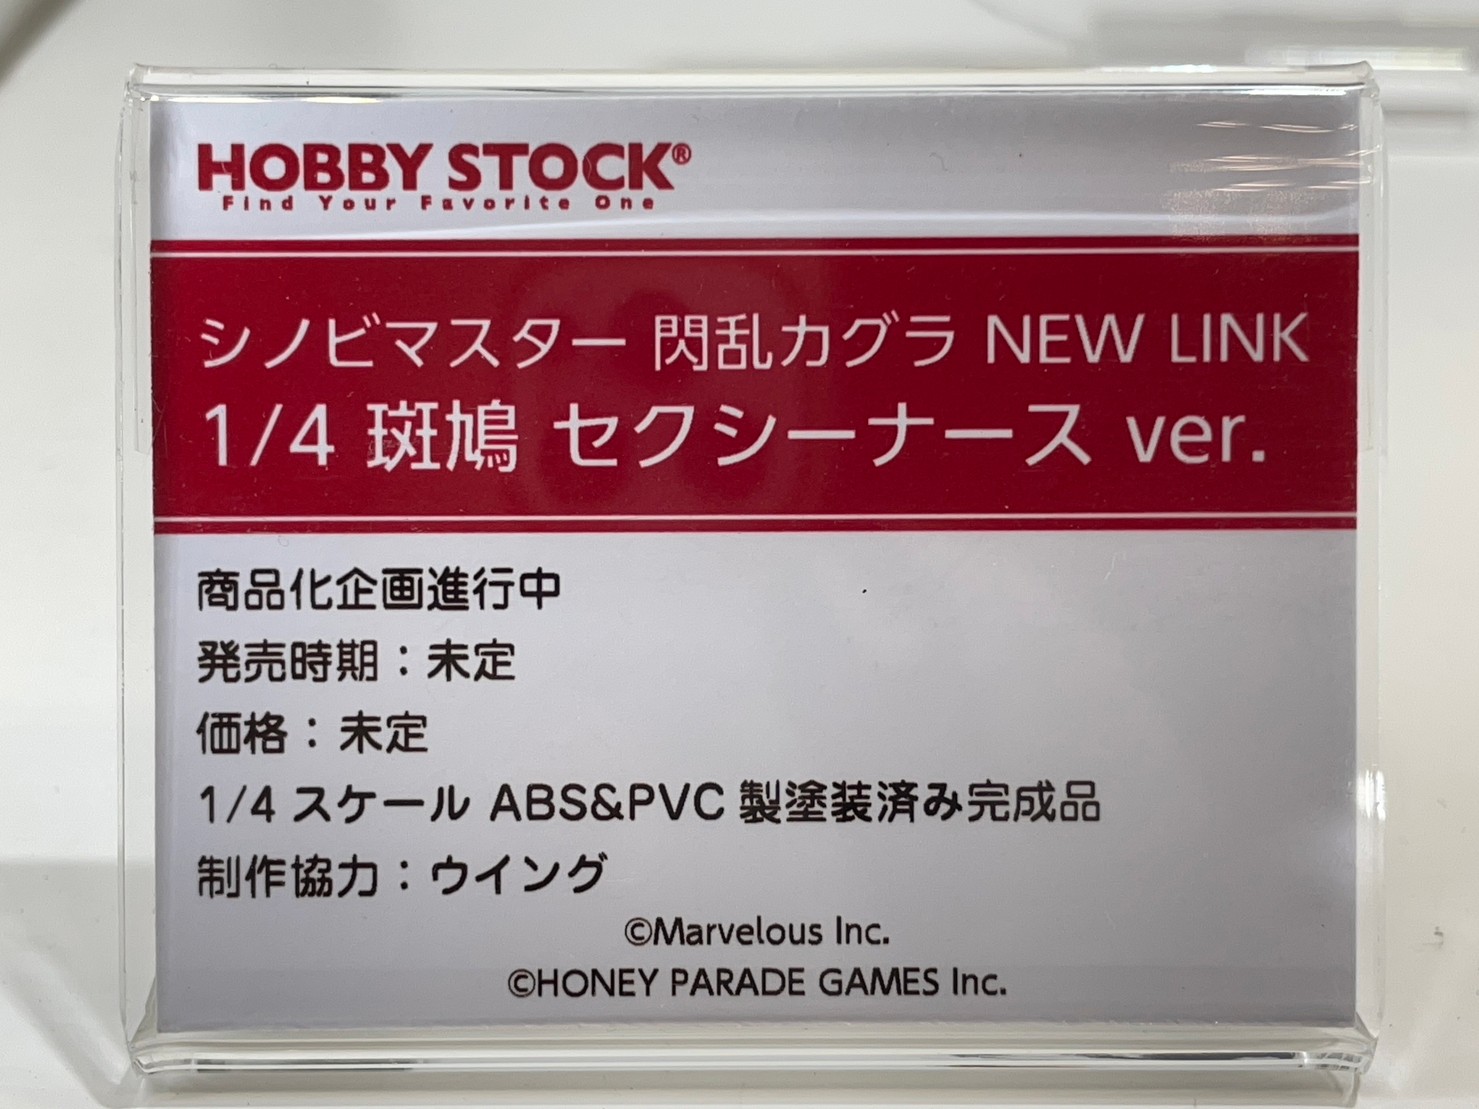 HOBBY STOCK®
Find Your Favorite One
シノビマスター 閃乱カグラ NEW LINK
1/4 斑鳩 セクシーナース ver.
商品化企画進行中
発売時期：未定
価格：未定
1/4 スケール ABS&PVC 製塗装済み完成品
制作協力：ウイング
©Marvelous Inc.
©HONEY PARADE GAMES Inc.